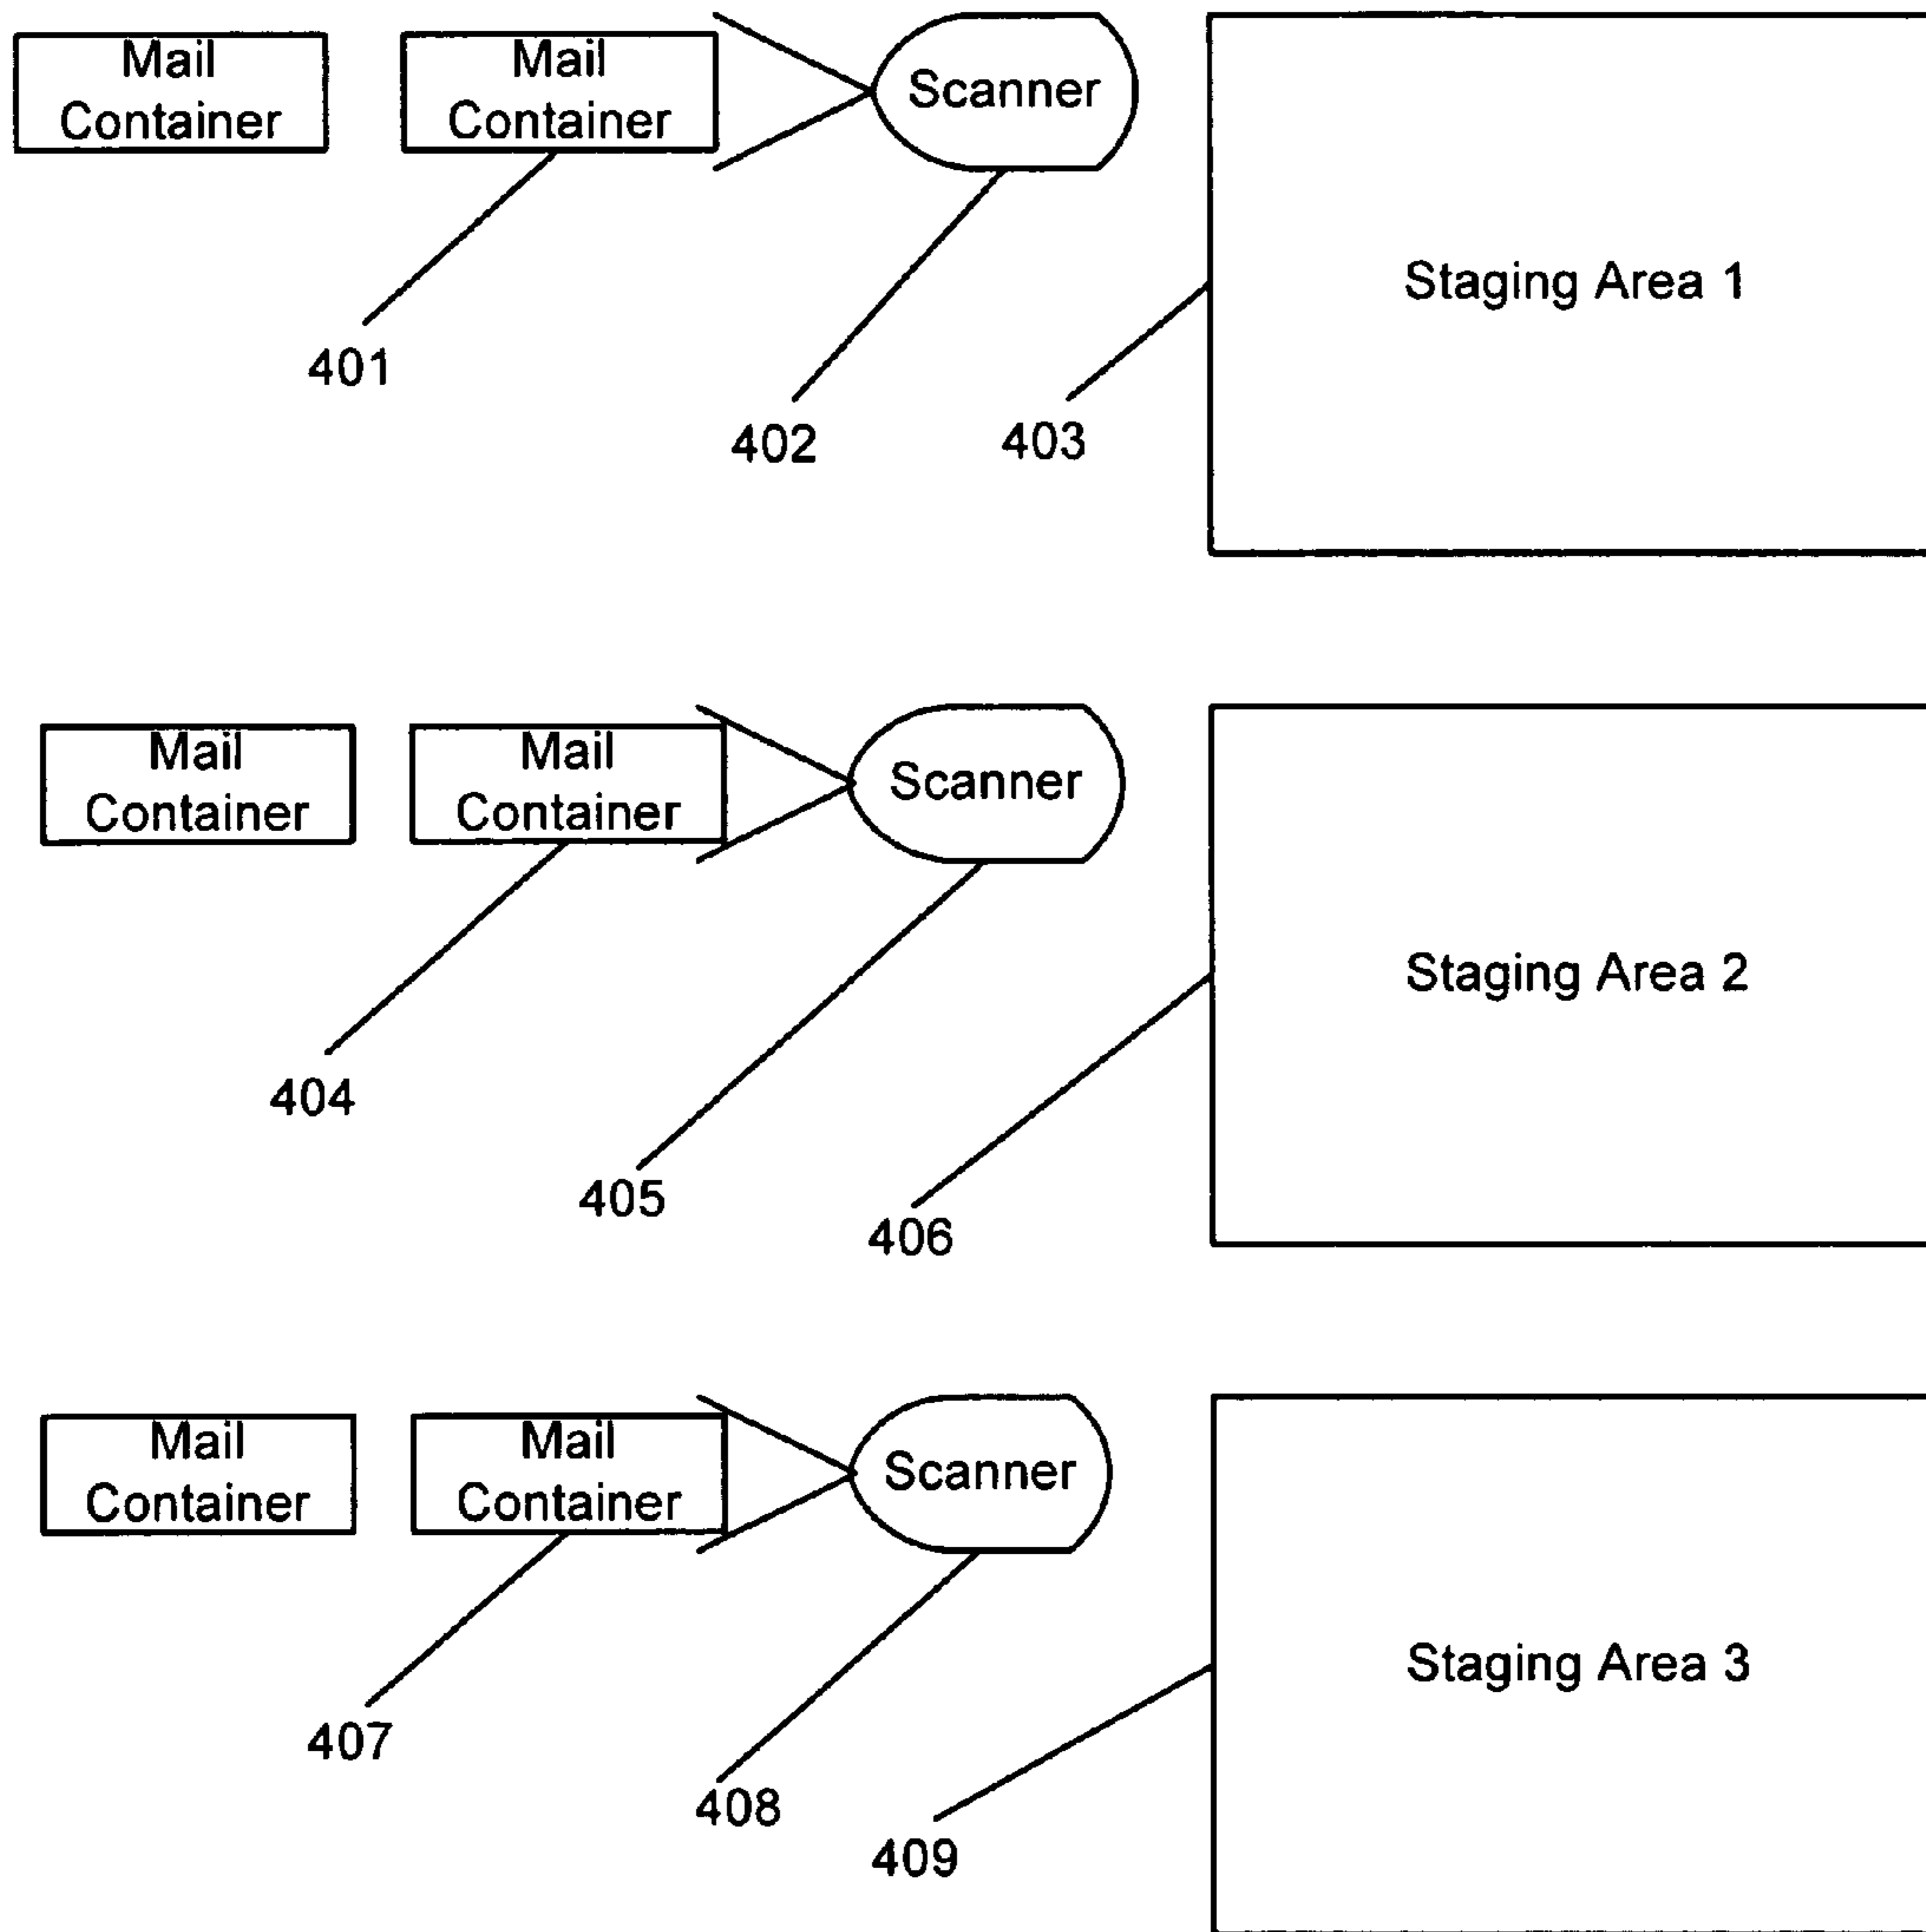 Mail
Container
Mail
Container
Scanner
Staging Area 1
401
402
403
Mail
Container
Mail
Container
Scanner
Staging Area 2
404
405
406
Mail
Container
Mail
Container
Scanner
Staging Area 3
407
408
409